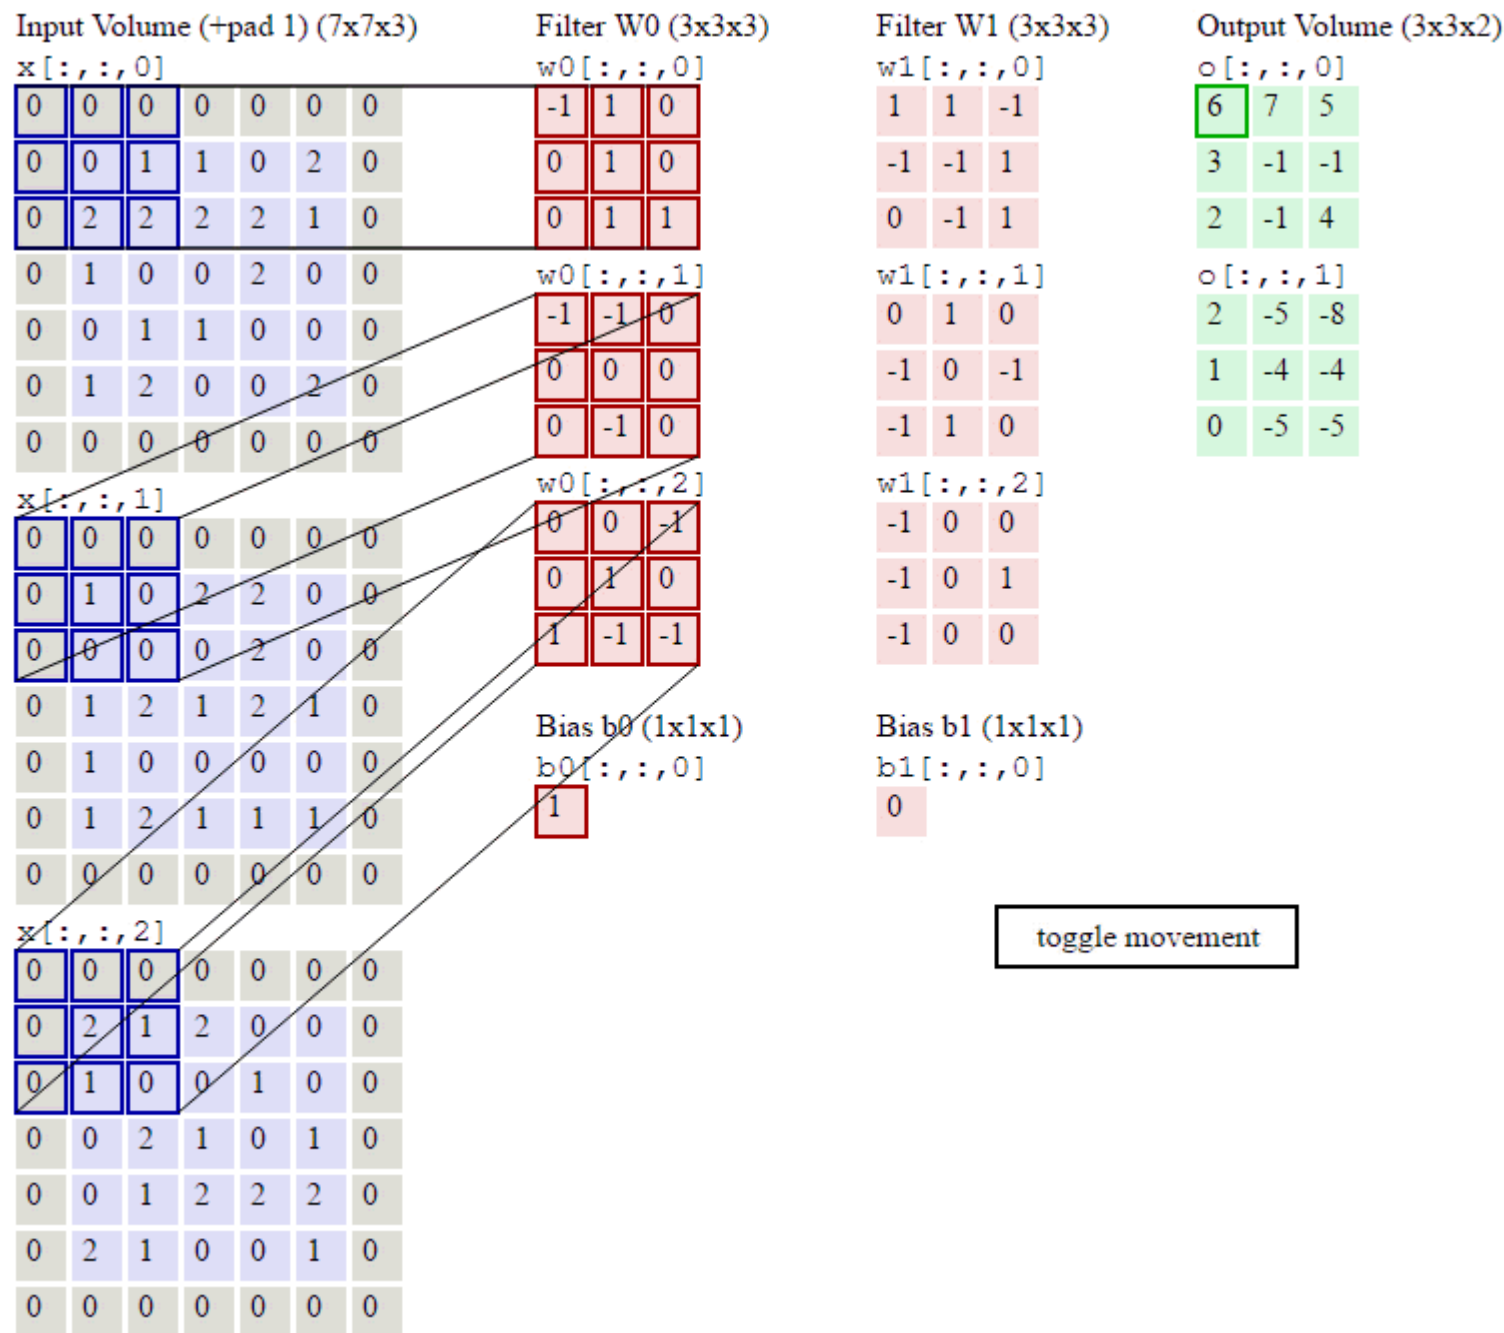 Input Volume (+pad 1) (7x7x3)
x[:,:,0]
0 0 0 0 0 0 0
0 0 1 1 0 2 0
0 2 2 2 2 1 0
0 1 0 0 2 0 0
0 0 1 1 0 0 0
0 1 2 0 0 2 0
0 0 0 0 0 0 0
x[:,:,1]
0 0 0 0 0 0 0
0 1 0 2 2 0 0
0 0 0 0 2 0 0
0 1 2 1 2 1 0
0 1 0 0 0 0 0
0 1 2 1 1 1 0
0 0 0 0 0 0 0
x[:,:,2]
0 0 0 0 0 0 0
0 2 1 2 0 0 0
0 1 0 0 1 0 0
0 0 2 1 0 1 0
0 0 1 2 2 2 0
0 2 1 0 0 1 0
0 0 0 0 0 0 0
Filter W0 (3x3x3)
w0[:,:,0]
-1 1 0
0 1 0
0 1 1
w0[:,:,1]
-1 -1 0
0 0 0
0 -1 0
w0[:,:,2]
0 0 -1
0 1 0
1 -1 -1
Bias b0 (1x1x1)
b0[:,:,0]
1
Filter W1 (3x3x3)
w1[:,:,0]
1 1 -1
-1 -1 1
0 -1 1
w1[:,:,1]
0 1 0
-1 0 -1
-1 1 0
w1[:,:,2]
-1 0 0
-1 0 1
-1 0 0
Bias b1 (1x1x1)
b1[:,:,0]
0
Output Volume (3x3x2)
o[:,:,0]
6 7 5
3 -1 -1
2 -1 4
o[:,:,1]
2 -5 -8
1 -4 -4
0 -5 -5
toggle movement